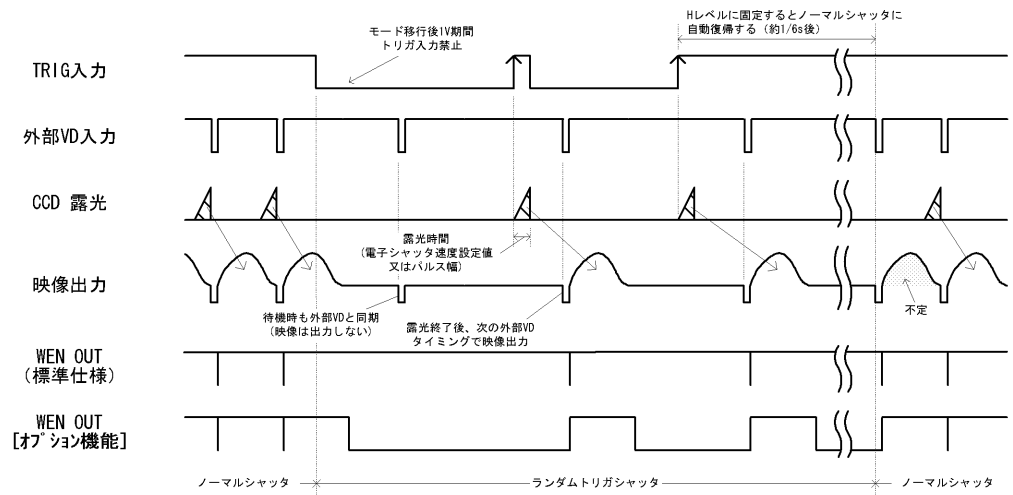 Hレベルに固定するとノーマルシャッタに
自動復帰する（約1/6s後）
モード移行後1V期間
トリガ入力禁止
TRIG入力
外部VD入力
CCD 露光
露光時間
（電子シャッタ速度設定値
又はパルス幅）
映像出力
待機時も外部VDと同期
（映像は出力しない）
露光終了後、次の外部VD
タイミングで映像出力
不定
WEN OUT
（標準仕様）
WEN OUT
［ｵﾌﾟｼｮﾝ機能］
ノーマルシャッタ
ランダムトリガシャッタ
ノーマルシャッタ